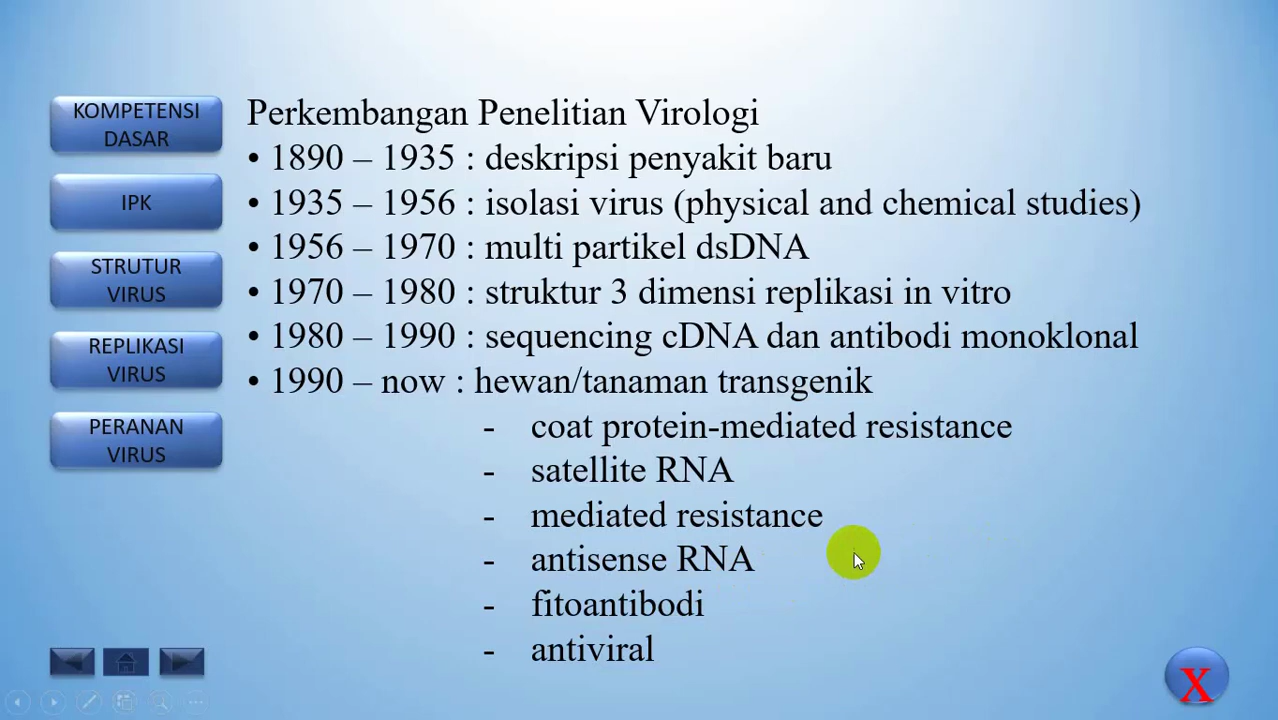 KOMPETENSI
DASAR
IPK
STRUTUR
VIRUS
REPLIKASI
VIRUS
PERANAN
VIRUS
Perkembangan Penelitian Virologi
• 1890 – 1935 : deskripsi penyakit baru
• 1935 – 1956 : isolasi virus (physical and chemical studies)
• 1956 – 1970 : multi partikel dsDNA
• 1970 – 1980 : struktur 3 dimensi replikasi in vitro
• 1980 – 1990 : sequencing cDNA dan antibodi monoklonal
• 1990 – now : hewan/tanaman transgenik
- coat protein-mediated resistance
- satellite RNA
- mediated resistance
- antisense RNA
- fitoantibodi
- antiviral
X